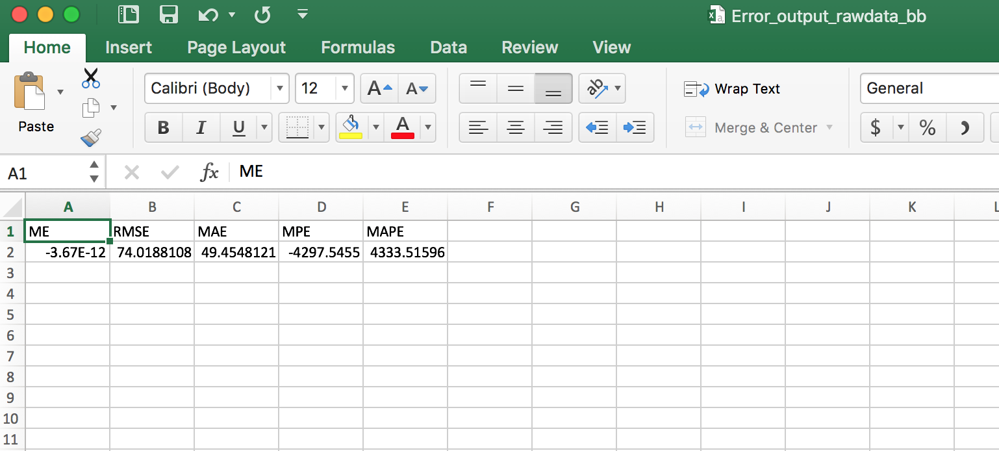 Error_output_rawdata_bb
Home Insert Page Layout Formulas Data Review View
Paste
Calibri (Body) 12 A A
B I U A
ab
Wrap Text
Merge & Center
General
$ %
A1 fx ME
A B C D E F G H I J K L
1 ME RMSE MAE MPE MAPE
2 -3.67E-12 74.0188108 49.4548121 -4297.5455 4333.51596
3
4
5
6
7
8
9
10
11